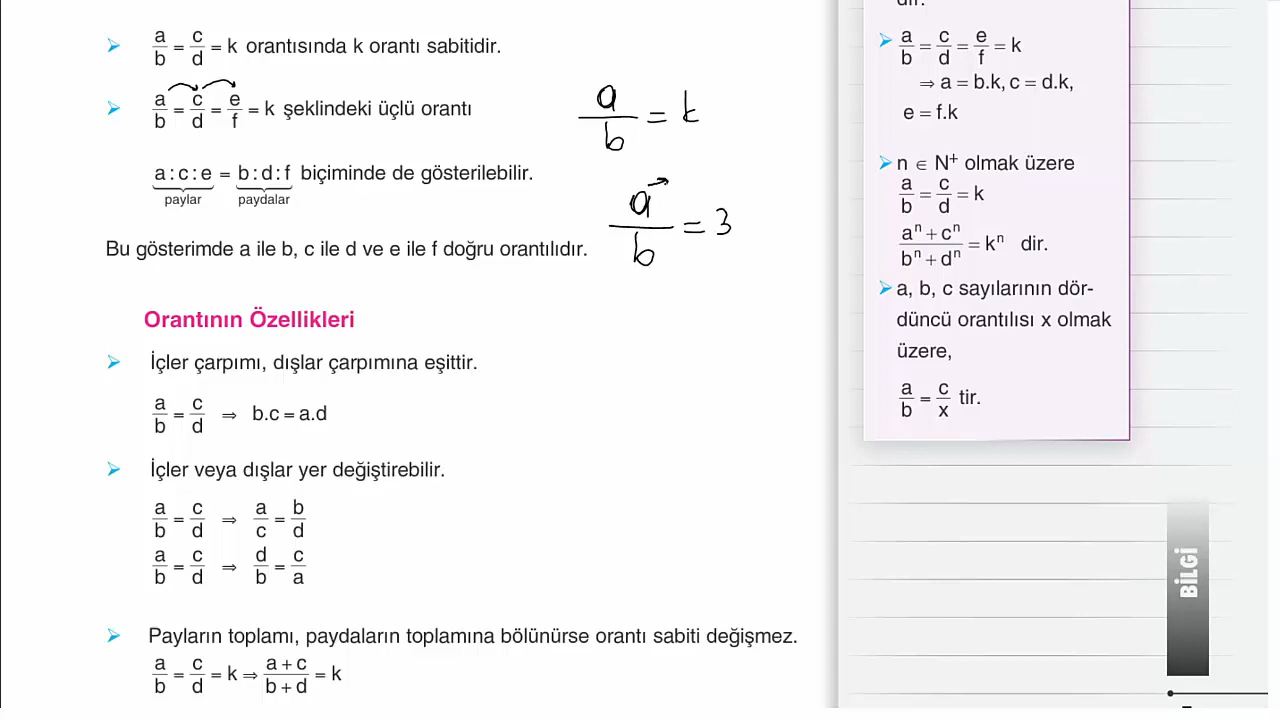 a/b = c/d = k orantısında k orantı sabitidir.
a/b = c/d = e/f = k şeklindeki üçlü orantı
a : c : e = b : d : f biçiminde de gösterilebilir.
paylar paydalar
Bu gösterimde a ile b, c ile d ve e ile f doğru orantılıdır.
a/b = k
a/b = 3
Orantının Özellikleri
İçler çarpımı, dışlar çarpımına eşittir.
a/b = c/d ⇒ b.c = a.d
İçler veya dışlar yer değiştirebilir.
a/b = c/d ⇒ a/c = b/d
a/b = c/d ⇒ d/b = c/a
Payların toplamı, paydaların toplamına bölünürse orantı sabiti değişmez.
a/b = c/d = k ⇒ (a + c)/(b + d) = k
dir.
a/b = c/d = e/f = k
⇒ a = b.k, c = d.k,
e = f.k
n ∈ N⁺ olmak üzere
a/b = c/d = k
(aⁿ + cⁿ)/(bⁿ + dⁿ) = kⁿ dir.
a, b, c sayılarının dör-
düncü orantılısı x olmak
üzere,
a/b = c/x tir.
BİLGİ